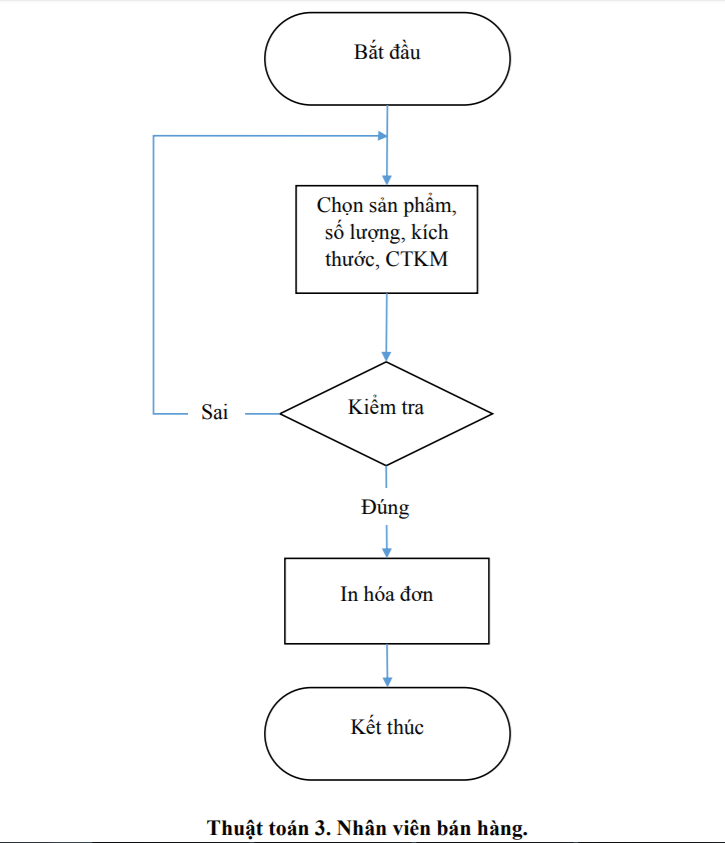 Bắt đầu
Chọn sản phẩm,
số lượng, kích
thước, CTKM
Kiểm tra
Sai
Đúng
In hóa đơn
Kết thúc
Thuật toán 3. Nhân viên bán hàng.